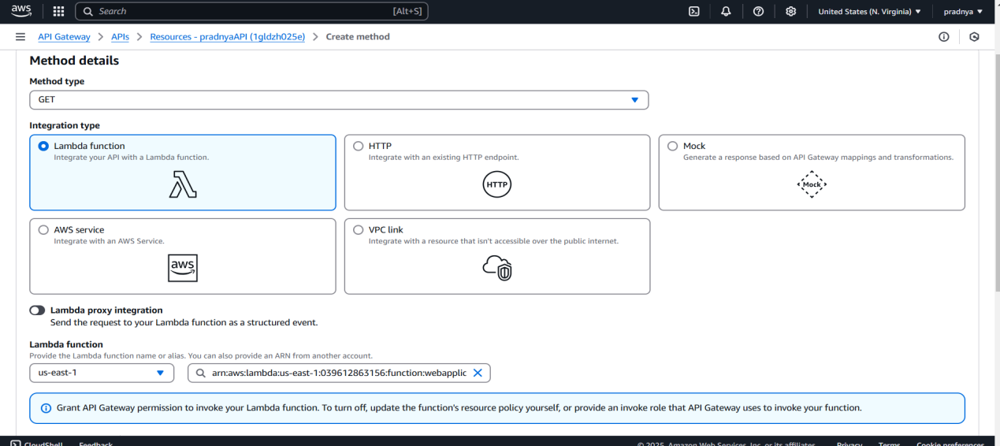 aws Search [Alt+S] United States (N. Virginia) pradnya
API Gateway > APIs > Resources - pradnyaAPI (1gldzh025e) > Create method
Method details
Method type
GET
Integration type
Lambda function
Integrate your API with a Lambda function.
HTTP
Integrate with an existing HTTP endpoint.
HTTP
Mock
Generate a response based on API Gateway mappings and transformations.
Mock
AWS service
Integrate with an AWS Service.
aws
VPC link
Integrate with a resource that isn't accessible over the public internet.
Lambda proxy integration
Send the request to your Lambda function as a structured event.
Lambda function
Provide the Lambda function name or alias. You can also provide an ARN from another account.
us-east-1 arn:aws:lambda:us-east-1:039612863156:function:webapplic
Grant API Gateway permission to invoke your Lambda function. To turn off, update the function's resource policy yourself, or provide an invoke role that API Gateway uses to invoke your function.
CloudShell Feedback © 2025, Amazon Web Services, Inc. or its affiliates. Privacy Terms Cookie preferences